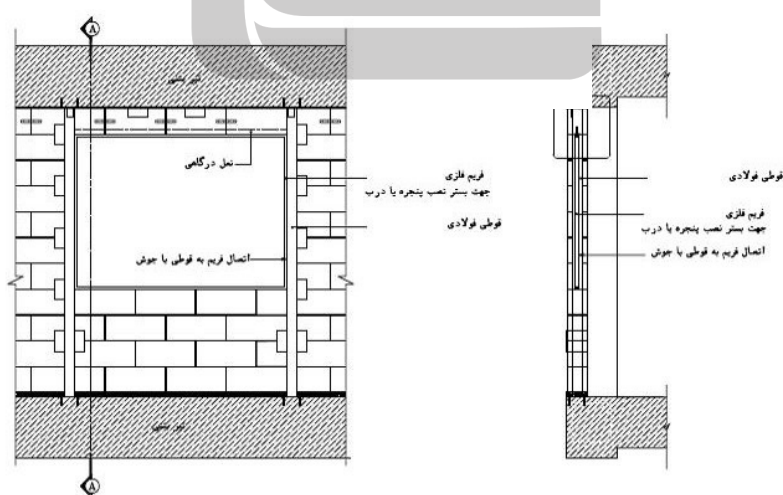 A
تیر بتنی
نعل درگاهی
فریم فلزی
جهت بستر نصب پنجره یا درب
قوطی فولادی
اتصال فریم به قوطی با جوش
تیر بتنی
A
قوطی فولادی
فریم فلزی
جهت بستر نصب پنجره یا درب
اتصال فریم به قوطی با جوش